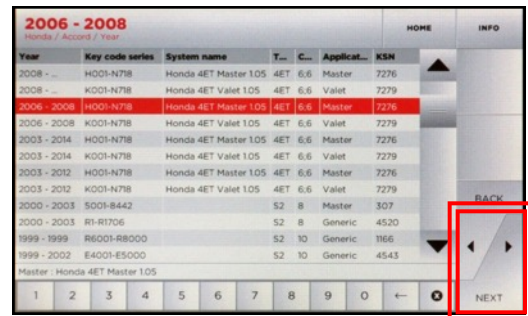 2006 - 2008
Honda / Accord / Year
HOME
INFO
Year Key code series System name T... C... Applicat... KSN
2008 - ... H001-N718 Honda 4ET Master 1.05 4ET 6;6 Master 7276
2008 - ... K001-N718 Honda 4ET Valet 1.05 4ET 6;6 Valet 7279
2006 - 2008 H001-N718 Honda 4ET Master 1.05 4ET 6;6 Master 7276
2006 - 2008 K001-N718 Honda 4ET Valet 1.05 4ET 6;6 Valet 7279
2003 - 2014 H001-N718 Honda 4ET Master 1.05 4ET 6;6 Master 7276
2003 - 2014 K001-N718 Honda 4ET Valet 1.05 4ET 6;6 Valet 7279
2003 - 2012 H001-N718 Honda 4ET Master 1.05 4ET 6;6 Master 7276
2003 - 2012 K001-N718 Honda 4ET Valet 1.05 4ET 6;6 Valet 7279
2000 - 2003 5001-8442 S2 8 Master 307
2000 - 2003 R1-R1706 S2 8 Generic 4520
1999 - 1999 R6001-R8000 S2 10 Generic 1166
1999 - 2002 E4001-E5000 S2 10 Generic 4543
Master : Honda 4ET Master 1.05
1 2 3 4 5 6 7 8 9 0 ←
BACK
NEXT